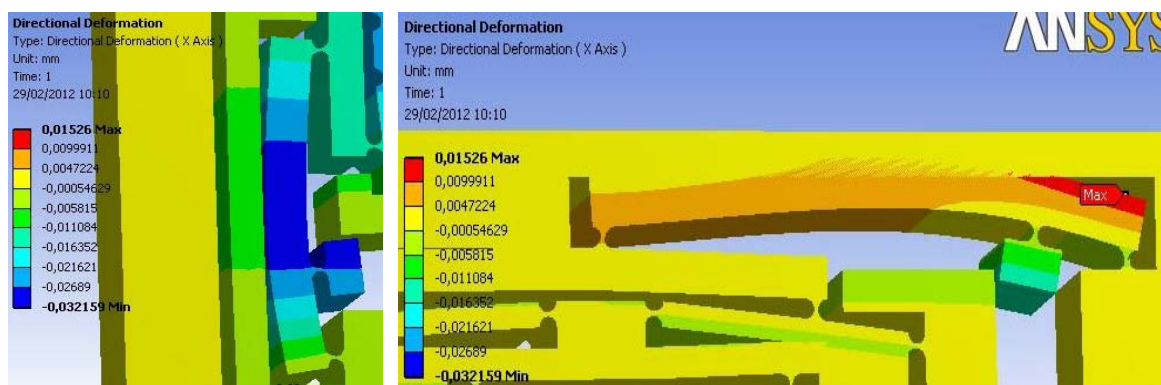 Directional Deformation
Type: Directional Deformation ( X Axis )
Unit: mm
Time: 1
29/02/2012 10:10
0,01526 Max
0,0099911
0,0047224
-0,00054629
-0,005815
-0,011084
-0,016352
-0,021621
-0,02689
-0,032159 Min
Directional Deformation
Type: Directional Deformation ( X Axis )
Unit: mm
Time: 1
29/02/2012 10:10
ANSYS
0,01526 Max
0,0099911
0,0047224
-0,00054629
-0,005815
-0,011084
-0,016352
-0,021621
-0,02689
-0,032159 Min
Max